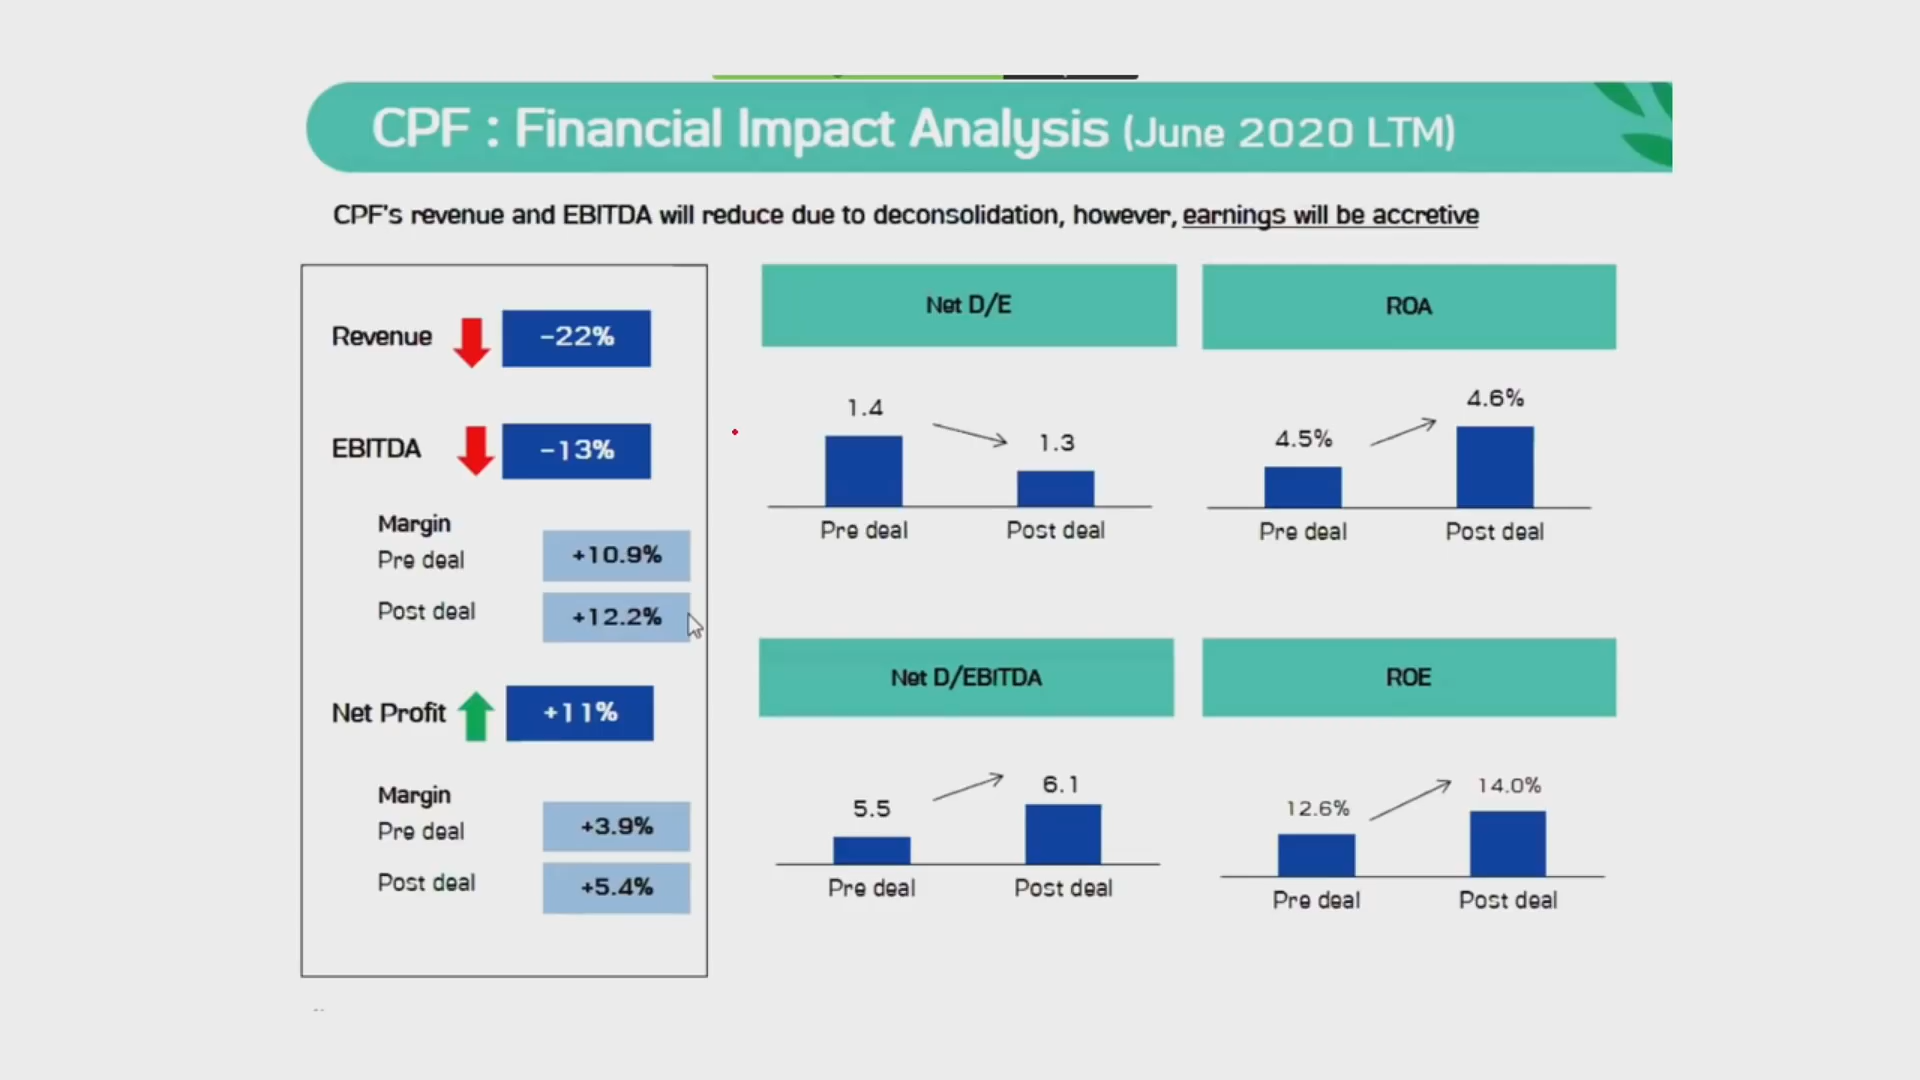 CPF : Financial Impact Analysis (June 2020 LTM)
CPF's revenue and EBITDA will reduce due to deconsolidation, however, earnings will be accretive
Revenue
-22%
EBITDA
-13%
Margin
Pre deal
+10.9%
Post deal
+12.2%
Net Profit
+11%
Margin
Pre deal
+3.9%
Post deal
+5.4%
Net D/E
1.4
1.3
Pre deal
Post deal
ROA
4.5%
4.6%
Pre deal
Post deal
Net D/EBITDA
5.5
6.1
Pre deal
Post deal
ROE
12.6%
14.0%
Pre deal
Post deal